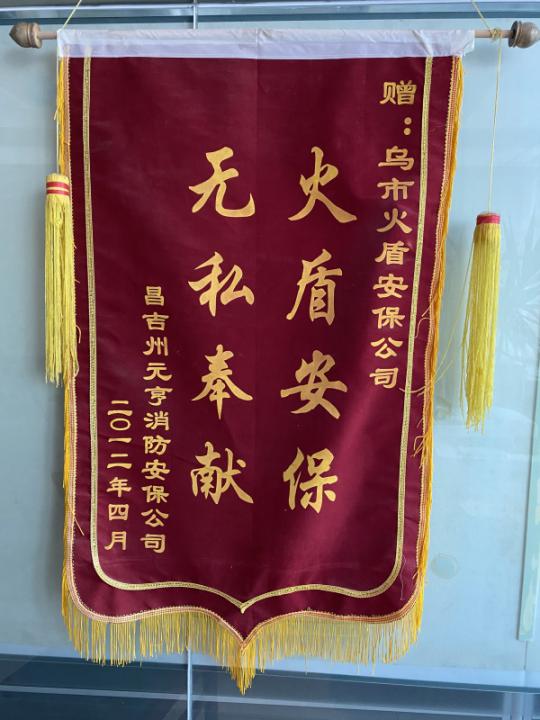 赠：乌市火盾安保公司
火盾安保
无私奉献
昌吉州元亨消防安保公司
二〇一二年四月